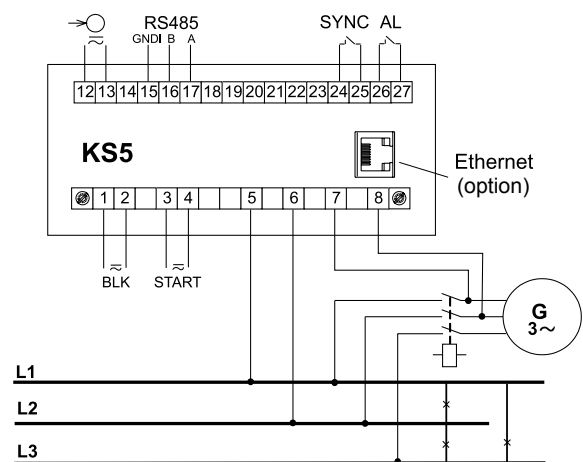 RS485 SYNC AL
GNDI B A
12 13 14 15 16 17 18 19 20 21 22 23 24 25 26 27
KS5
Ethernet
(option)
1 2 3 4 5 6 7 8
BLK START
G
3~
L1
L2
L3